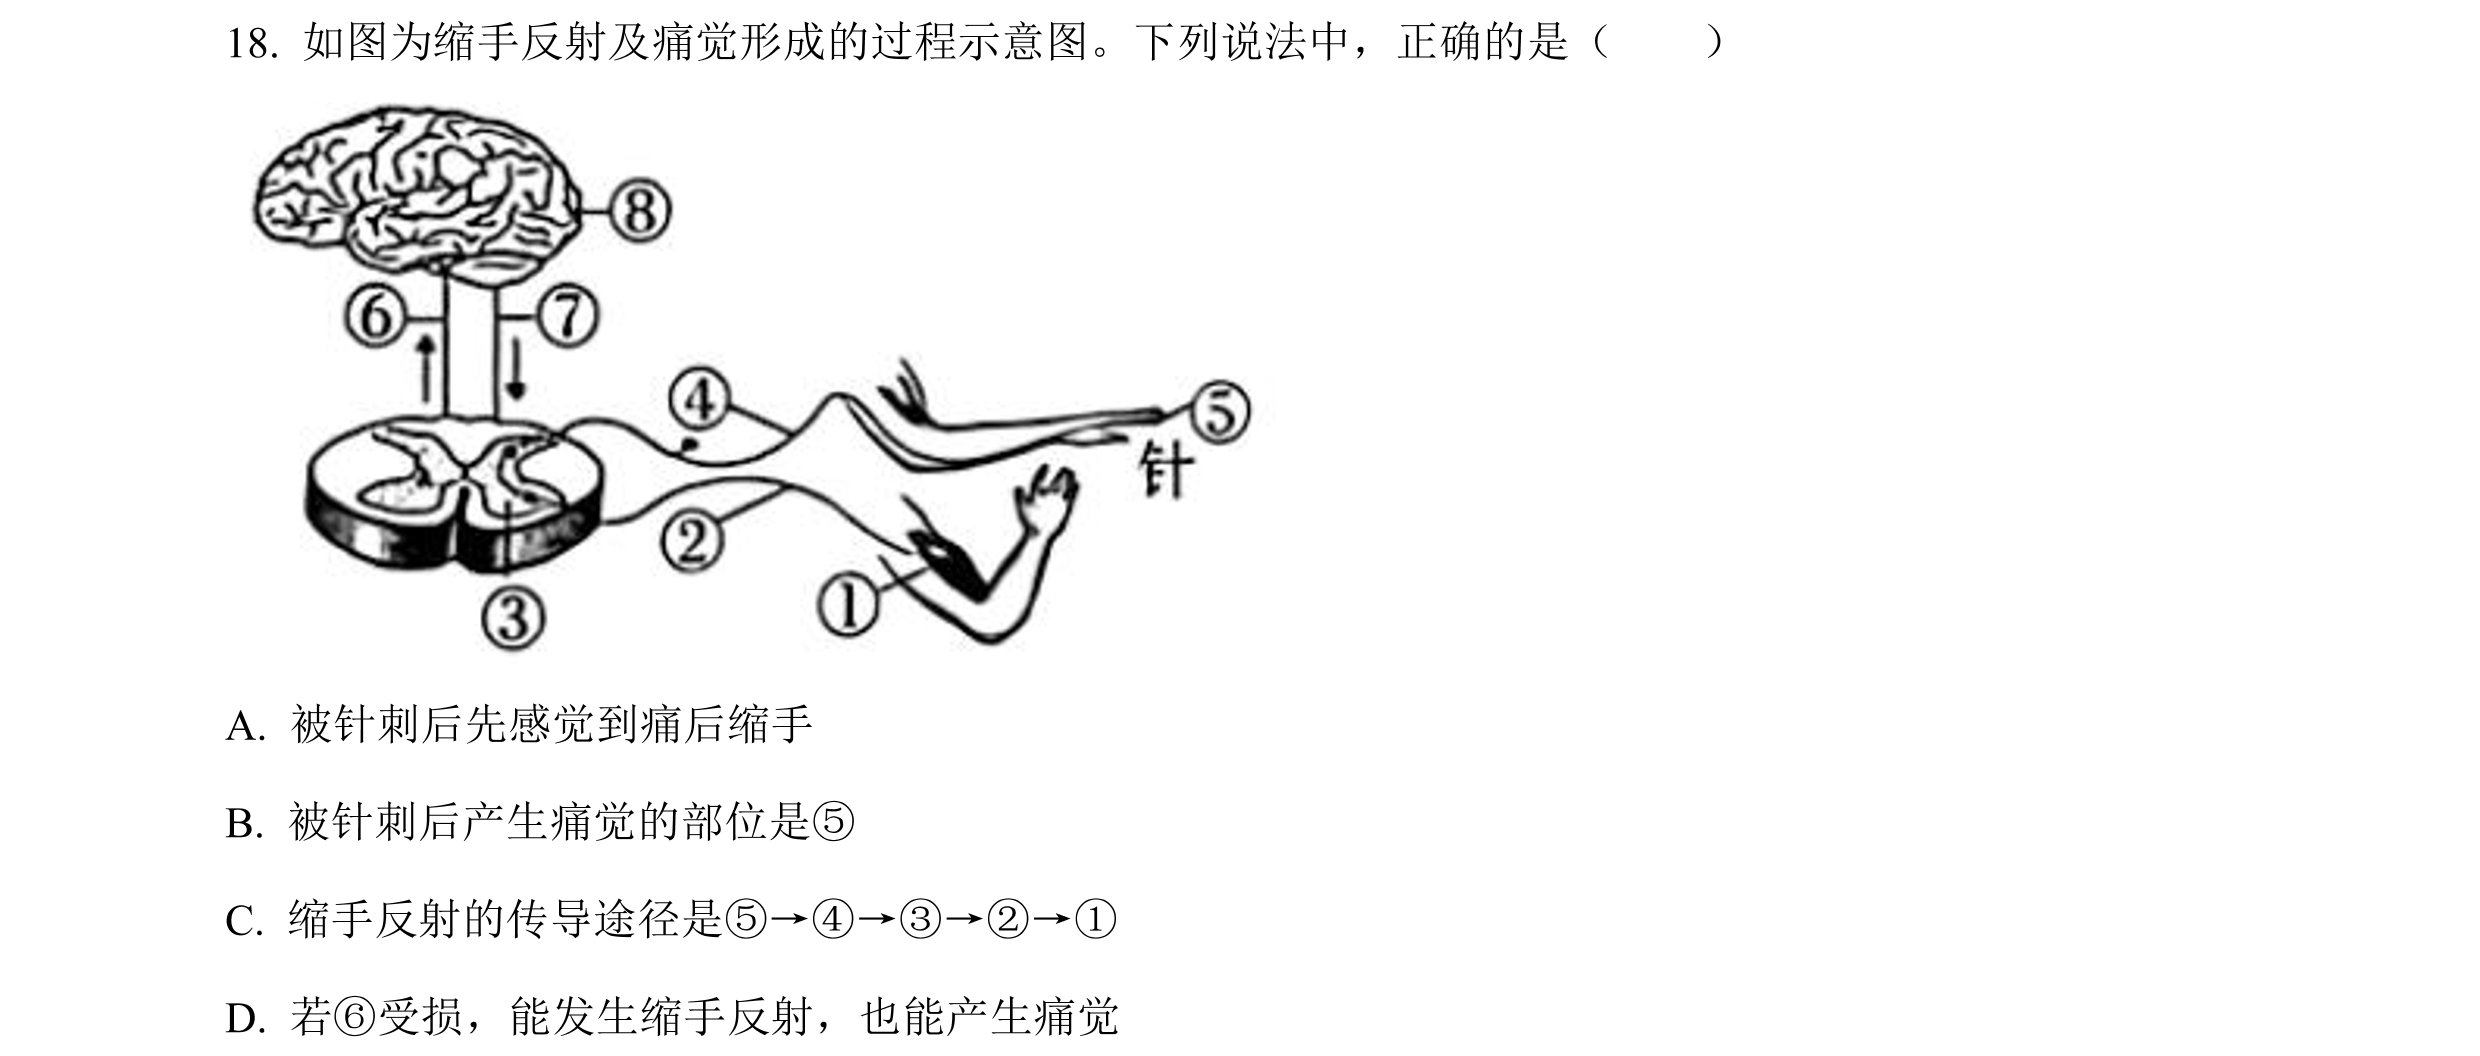 18. 如图为缩手反射及痛觉形成的过程示意图。下列说法中，正确的是（　　）
⑧
⑥ ⑦
④ ⑤
针
②
① 
③
A. 被针刺后先感觉到痛后缩手
B. 被针刺后产生痛觉的部位是⑤
C. 缩手反射的传导途径是⑤→④→③→②→①
D. 若⑥受损，能发生缩手反射，也能产生痛觉